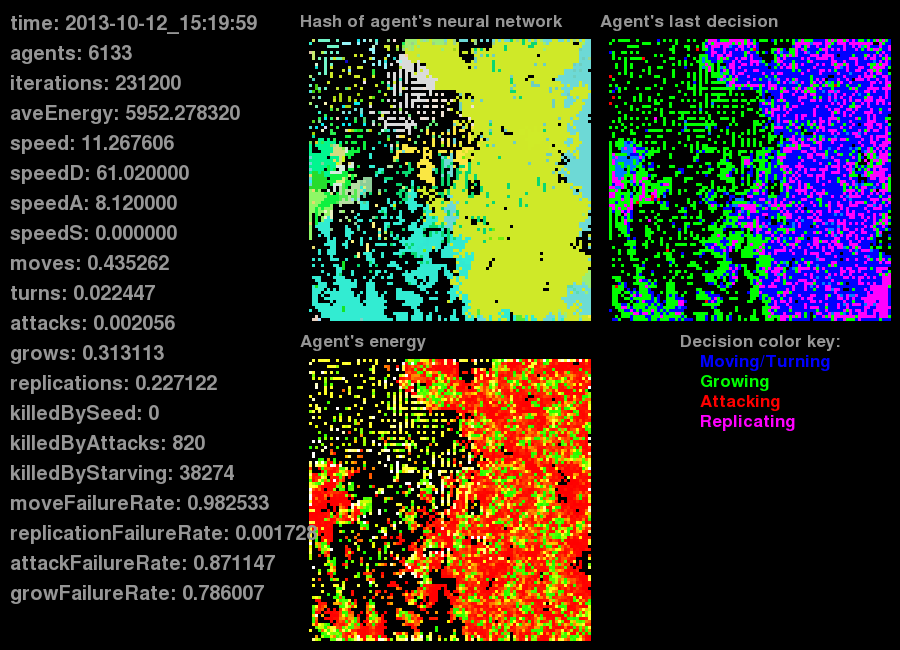 time: 2013-10-12_15:19:59
agents: 6133
iterations: 231200
aveEnergy: 5952.278320
speed: 11.267606
speedD: 61.020000
speedA: 8.120000
speedS: 0.000000
moves: 0.435262
turns: 0.022447
attacks: 0.002056
grows: 0.313113
replications: 0.227122
killedBySeed: 0
killedByAttacks: 820
killedByStarving: 38274
moveFailureRate: 0.982533
replicationFailureRate: 0.001728
attackFailureRate: 0.871147
growFailureRate: 0.786007
Hash of agent's neural network
Agent's last decision
Agent's energy
Decision color key:
Moving/Turning
Growing
Attacking
Replicating